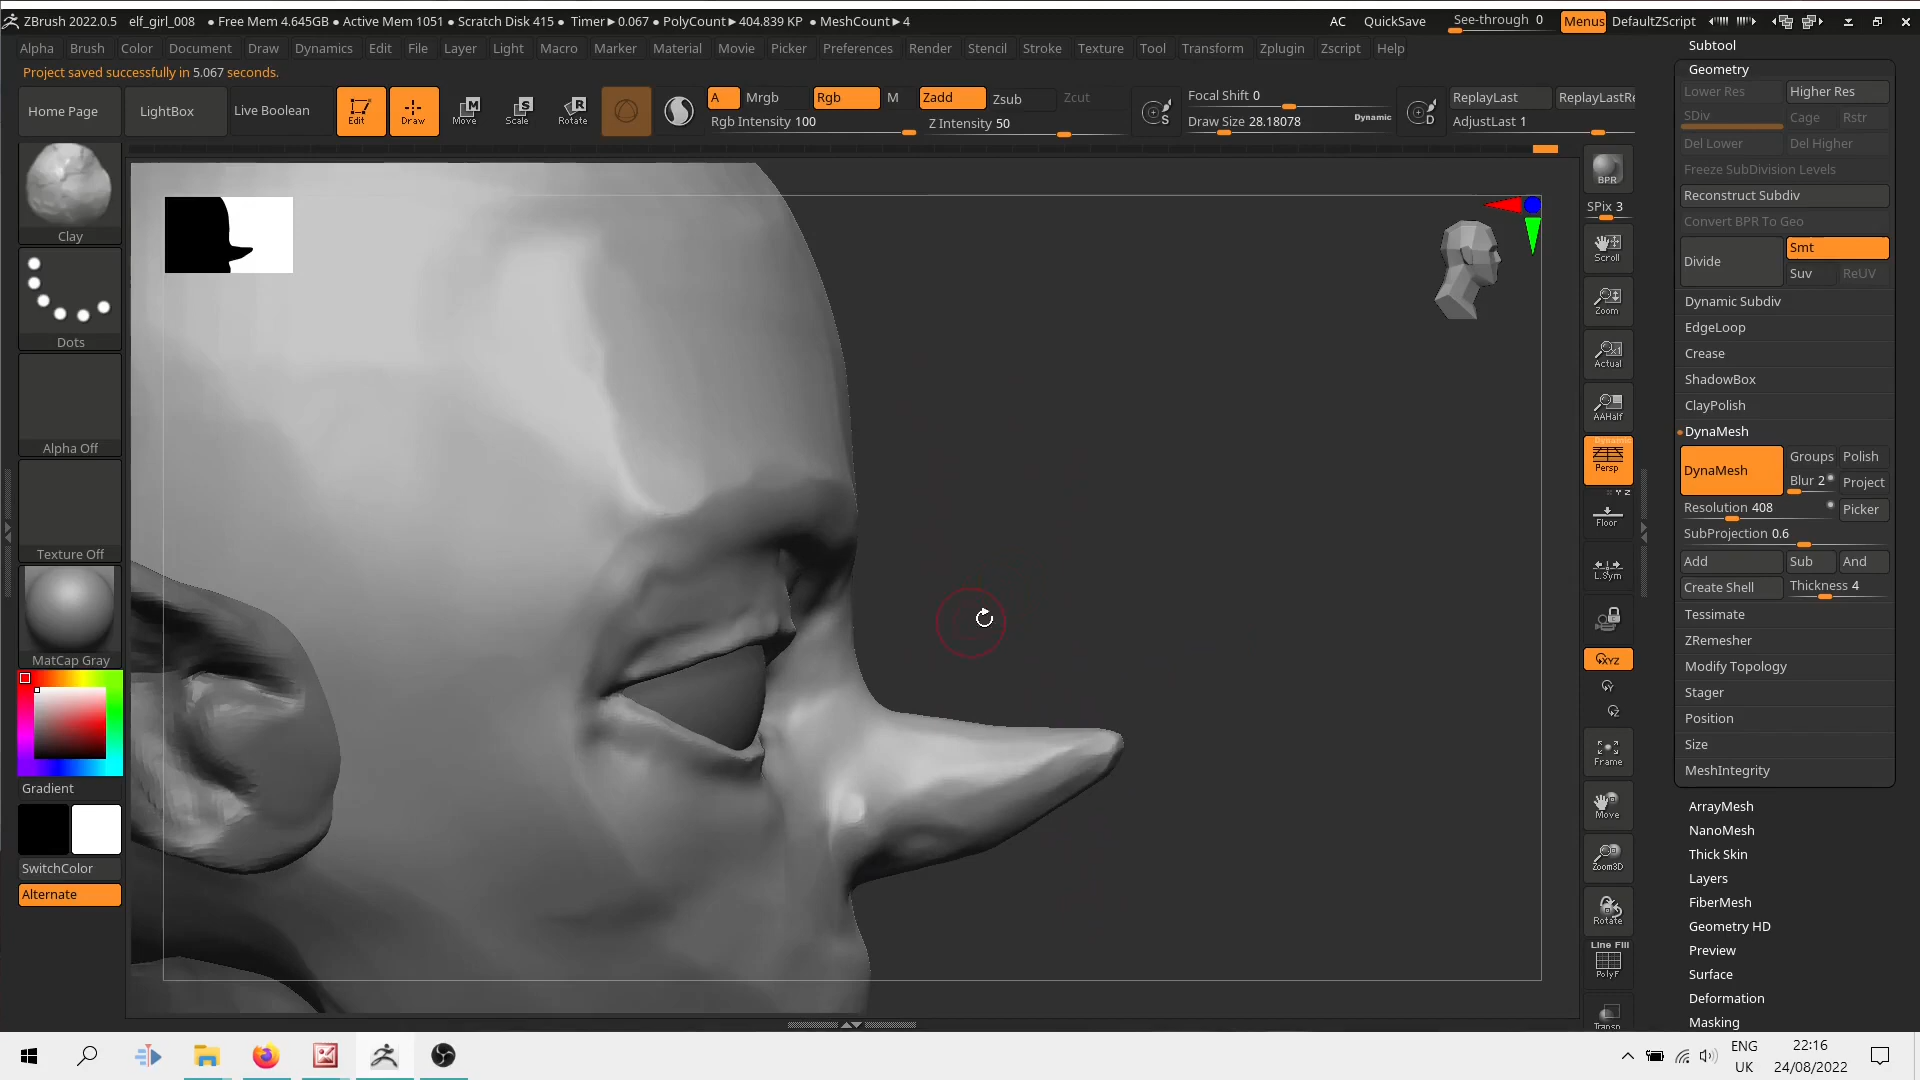 ZBrush 2022.0.5 elf_girl_008 ● Free Mem 4.645GB ● Active Mem 1051 ● Scratch Disk 415 ● Timer►0.067 ● PolyCount►404.839 KP ● MeshCount►4 AC QuickSave See-through 0 Menus DefaultZScript
Alpha Brush Color Document Draw Dynamics Edit File Layer Light Macro Marker Material Movie Picker Preferences Render Stencil Stroke Texture Tool Transform Zplugin Zscript Help
Project saved successfully in 5.067 seconds.
Home Page
LightBox
Live Boolean
Edit
Draw
M
Move
S
Scale
R
Rotate
A Mrgb Rgb M Zadd Zsub Zcut
Rgb Intensity 100
Z Intensity 50
S
Focal Shift 0
Draw Size 28.18078
Dynamic
D
ReplayLast
ReplayLastRe
AdjustLast 1
Clay
Dots
Alpha Off
Texture Off
MatCap Gray
Gradient
SwitchColor
Alternate
BPR
SPix 3
Scroll
Zoom
Actual
AAHalf
Dynamic
Persp
X Y Z
Floor
L.Sym
XYZ
Y
Z
Frame
Move
Zoom3D
Rotate
Line Fill
PolyF
Transp
Subtool
Geometry
Lower Res
Higher Res
SDiv
Cage
Rstr
Del Lower
Del Higher
Freeze SubDivision Levels
Reconstruct Subdiv
Convert BPR To Geo
Divide
Smt
Suv
ReUV
Dynamic Subdiv
EdgeLoop
Crease
ShadowBox
ClayPolish
DynaMesh
DynaMesh
Groups
Polish
Blur 2
Project
Resolution 408
Picker
SubProjection 0.6
Add
Sub
And
Create Shell
Thickness 4
Tessimate
ZRemesher
Modify Topology
Stager
Position
Size
MeshIntegrity
ArrayMesh
NanoMesh
Thick Skin
Layers
FiberMesh
Geometry HD
Preview
Surface
Deformation
Masking
ENG
UK
22:16
24/08/2022